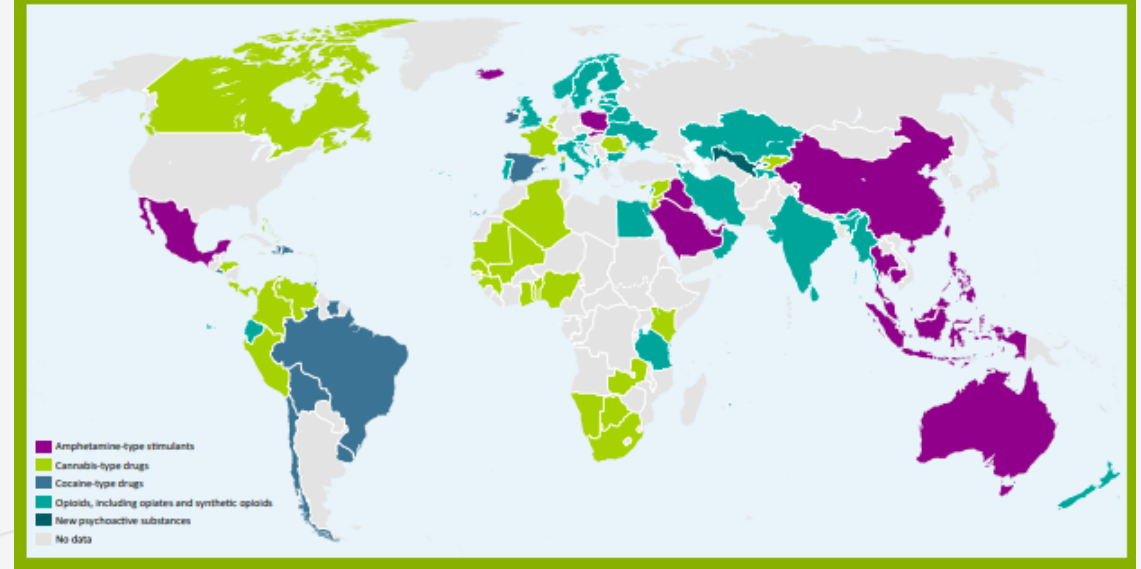 Amphetamine-type stimulants
Cannabis-type drugs
Cocaine-type drugs
Opioids, including opiates and synthetic opioids
New psychoactive substances
No data